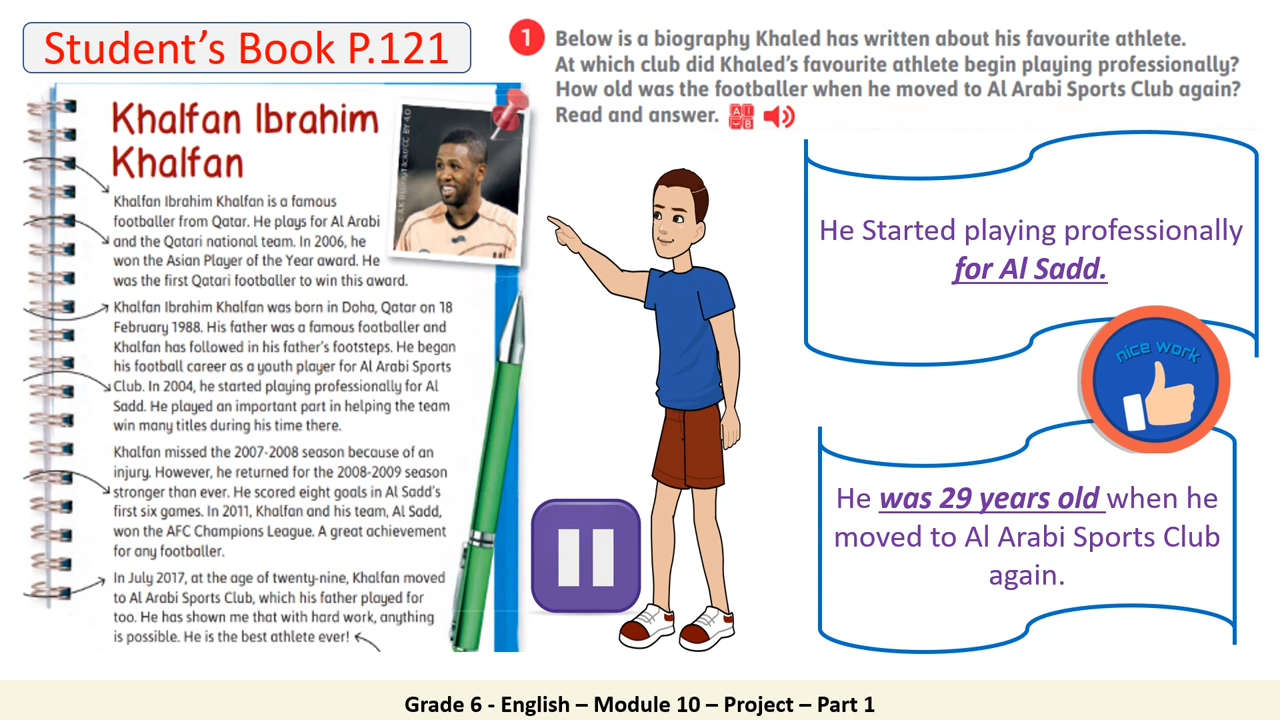 Student's Book P.121
1
Below is a biography Khaled has written about his favourite athlete.
At which club did Khaled's favourite athlete begin playing professionally?
How old was the footballer when he moved to Al Arabi Sports Club again?
Read and answer.
Khalfan Ibrahim
Khalfan
Khalfan Ibrahim Khalfan is a famous
footballer from Qatar. He plays for Al Arabi
and the Qatari national team. In 2006, he
won the Asian Player of the Year award. He
was the first Qatari footballer to win this award.
Khalfan Ibrahim Khalfan was born in Doha, Qatar on 18
February 1988. His father was a famous footballer and
Khalfan has followed in his father's footsteps. He began
his football career as a youth player for Al Arabi Sports
Club. In 2004, he started playing professionally for Al
Sadd. He played an important part in helping the team
win many titles during his time there.
Khalfan missed the 2007-2008 season because of an
injury. However, he returned for the 2008-2009 season
stronger than ever. He scored eight goals in Al Sadd's
first six games. In 2011, Khalfan and his team, Al Sadd,
won the AFC Champions League. A great achievement
for any footballer.
In July 2017, at the age of twenty-nine, Khalfan moved
to Al Arabi Sports Club, which his father played for
too. He has shown me that with hard work, anything
is possible. He is the best athlete ever!
He Started playing professionally
for Al Sadd.
nice work
He was 29 years old when he
moved to Al Arabi Sports Club
again.
Grade 6 - English – Module 10 – Project – Part 1